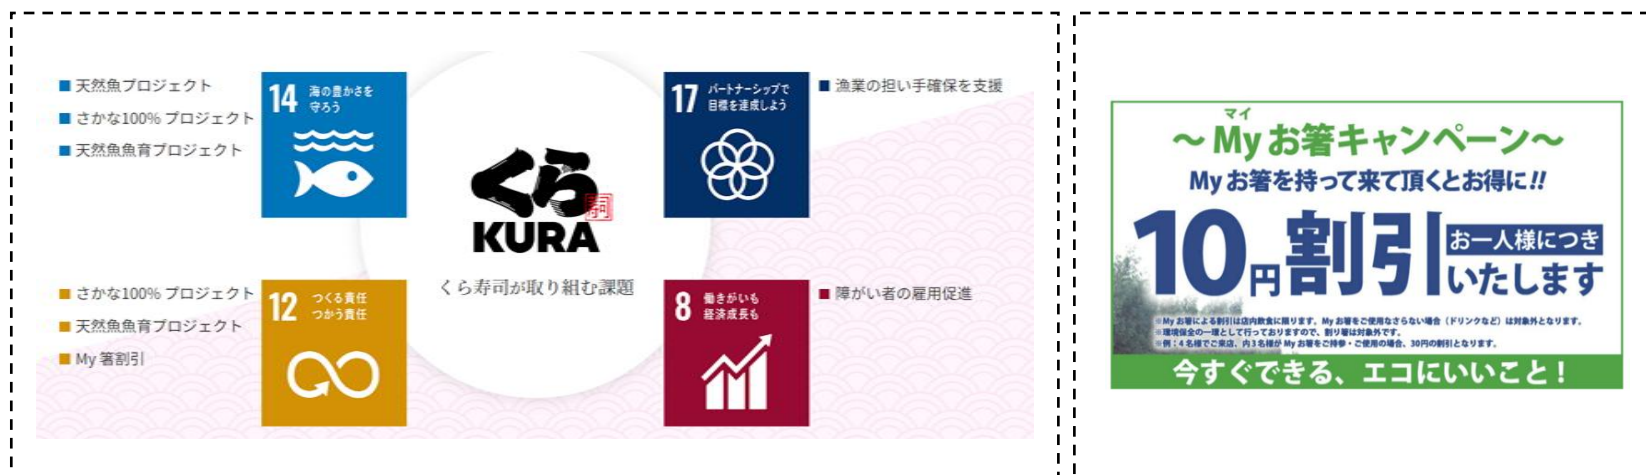 ■ 天然魚プロジェクト
■ さかな100% プロジェクト
■ 天然魚魚育プロジェクト
14 海の豊かさを
守ろう
17 パートナーシップで
目標を達成しよう
■ 漁業の担い手確保を支援
くら
寿司
KURA
くら寿司が取り組む課題
■ さかな100% プロジェクト
■ 天然魚魚育プロジェクト
■ My 箸割引
12 つくる責任
つかう責任
8 働きがいも
経済成長も
■ 障がい者の雇用促進
マイ
～My お箸キャンペーン～
My お箸を持って来て頂くとお得に!!
10円割引 お一人様につき
いたします
※My お箸による割引は店内飲食に限ります。My お箸をご使用なさらない場合（ドリンクなど）は対象外となります。
※環境保全の一環として行っておりますので、割り箸は対象外です。
※例：4名様でご来店、内3名様が My お箸をご持参・ご使用の場合、30円の割引となります。
今すぐできる、エコにいいこと！